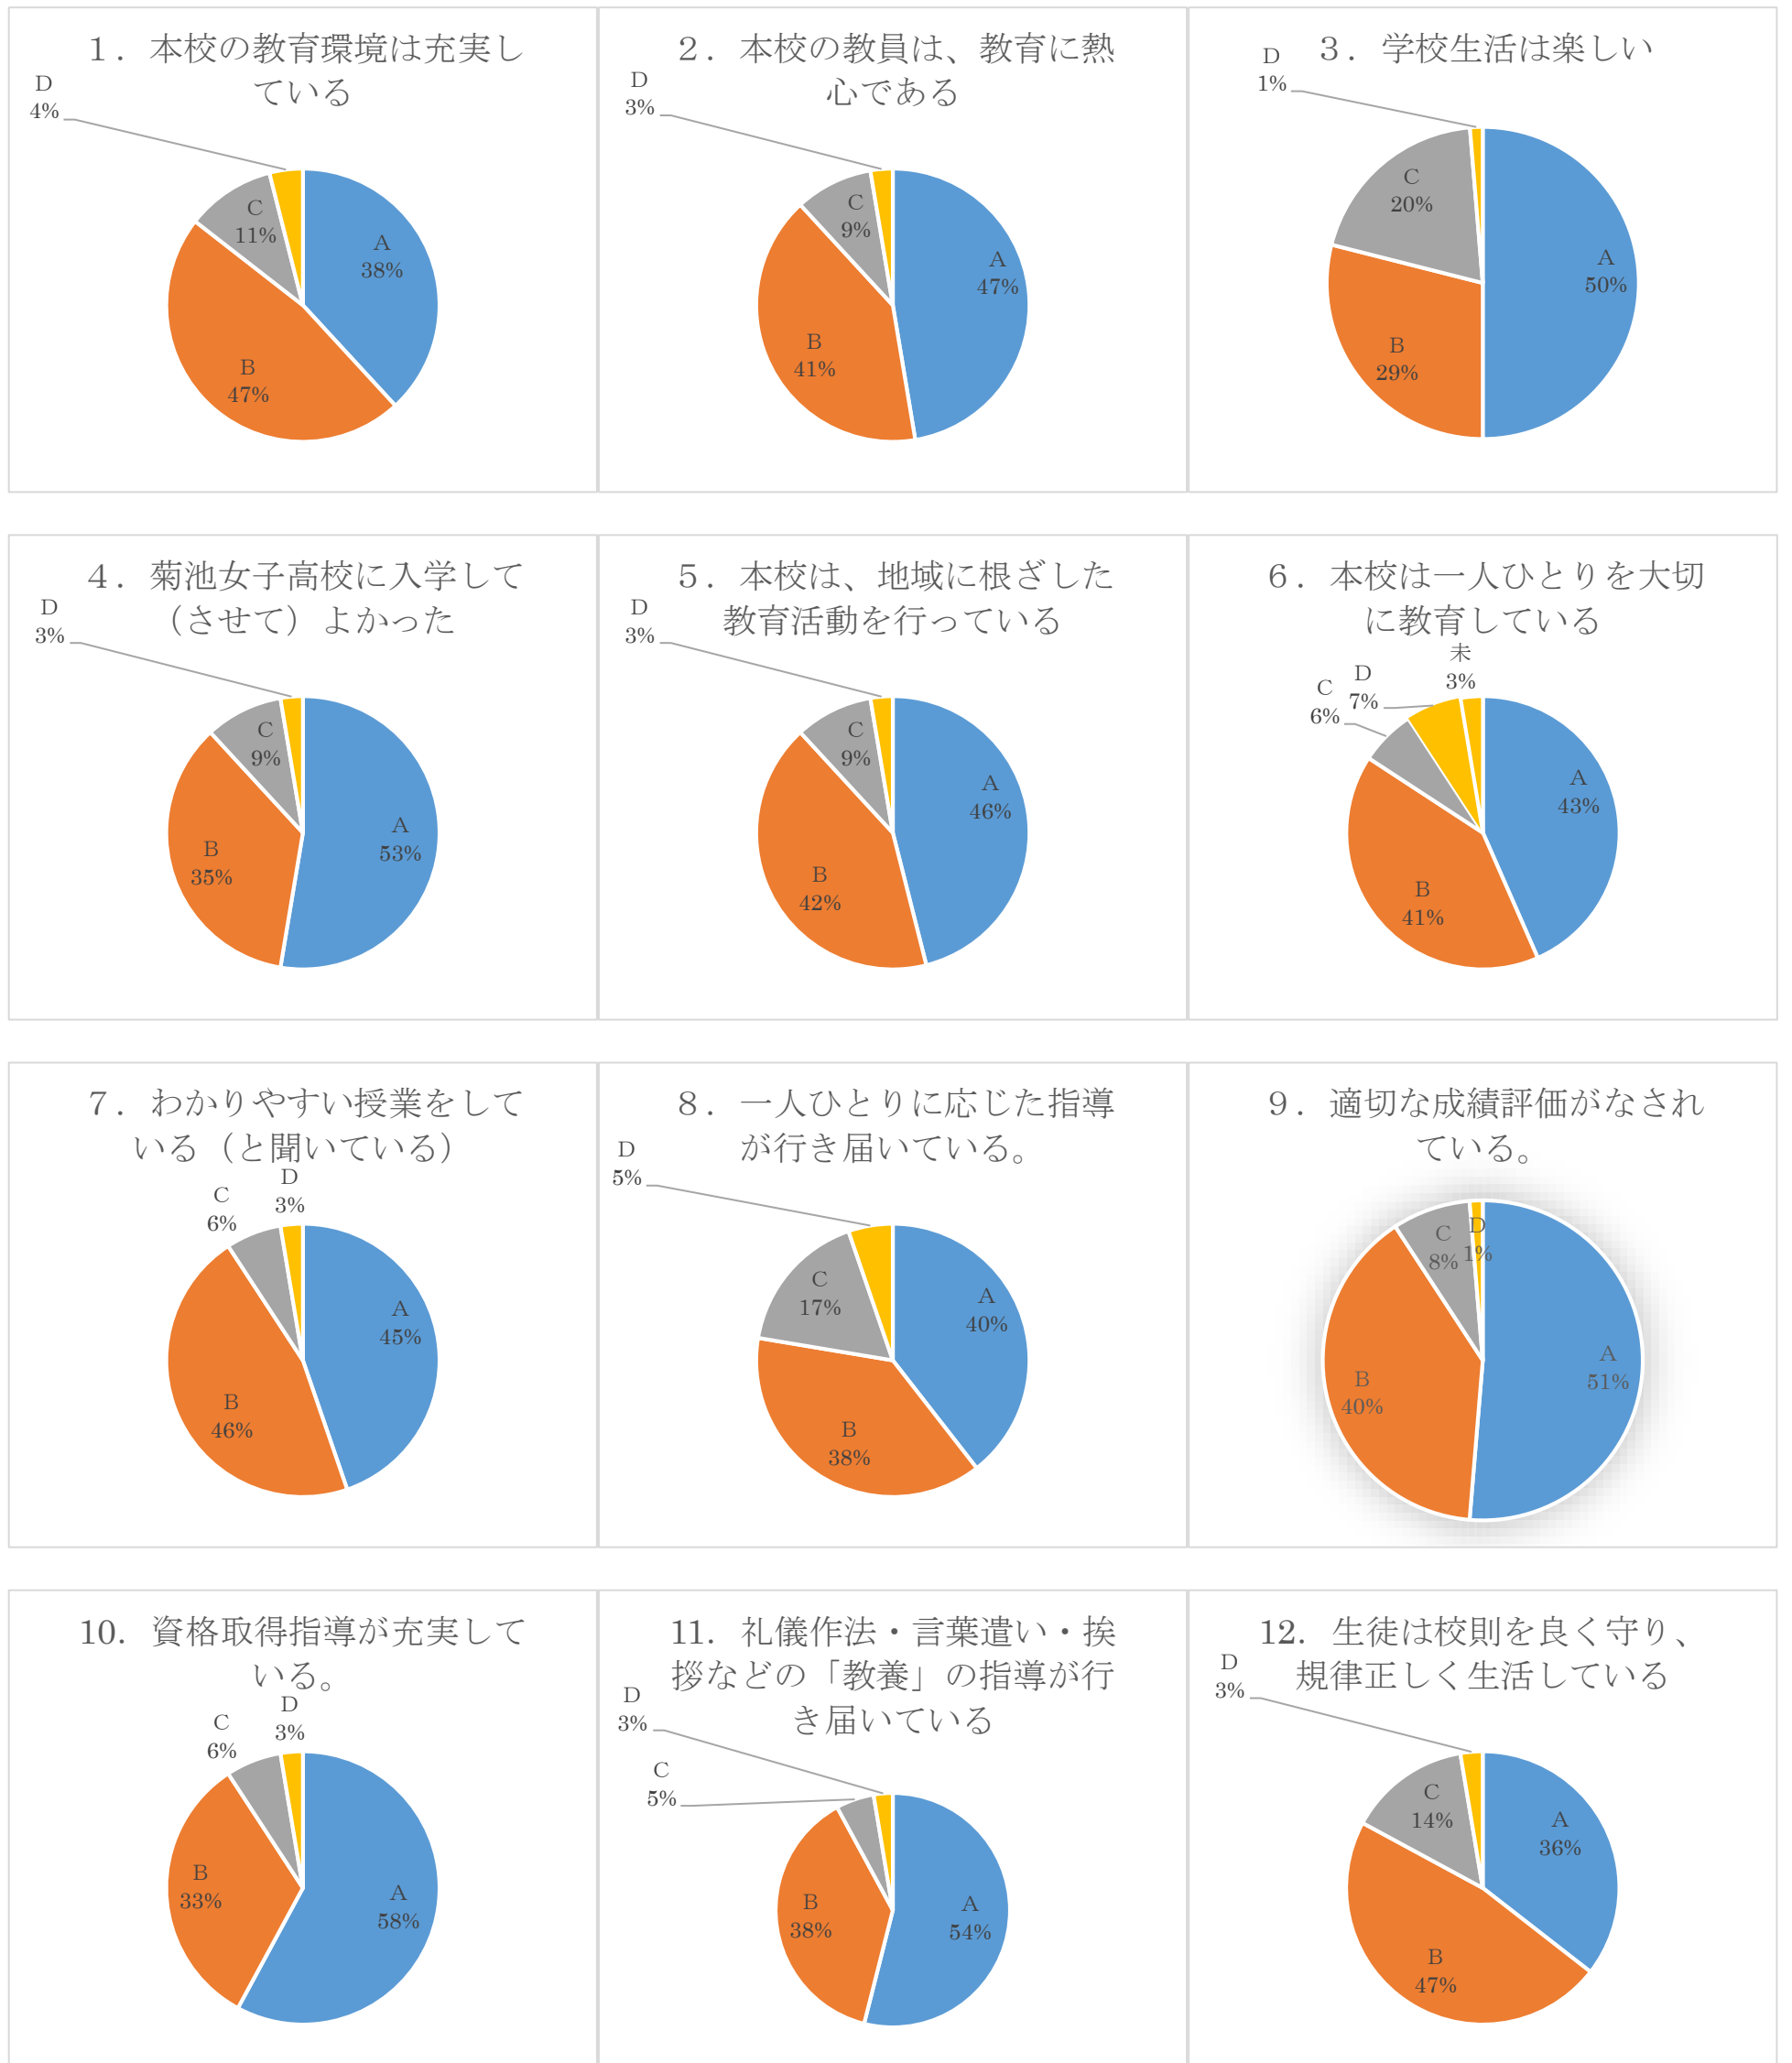 １．本校の教育環境は充実し
ている
D
4%
C
11%
A
38%
B
47%
２．本校の教員は、教育に熱
心である
D
3%
C
9%
A
47%
B
41%
３．学校生活は楽しい
D
1%
C
20%
A
50%
B
29%
４．菊池女子高校に入学して
（させて）よかった
D
3%
C
9%
A
53%
B
35%
５．本校は、地域に根ざした
教育活動を行っている
D
3%
C
9%
A
46%
B
42%
６．本校は一人ひとりを大切
に教育している
未
3%
D
7%
C
6%
A
43%
B
41%
７．わかりやすい授業をして
いる（と聞いている）
D
3%
C
6%
A
45%
B
46%
８．一人ひとりに応じた指導
が行き届いている。
D
5%
C
17%
A
40%
B
38%
９．適切な成績評価がなされ
ている。
D
1%
C
8%
A
51%
B
40%
10．資格取得指導が充実して
いる。
D
3%
C
6%
B
33%
A
58%
11．礼儀作法・言葉遣い・挨
拶などの「教養」の指導が行
き届いている
D
3%
C
5%
B
38%
A
54%
12．生徒は校則を良く守り、
規律正しく生活している
D
3%
C
14%
A
36%
B
47%